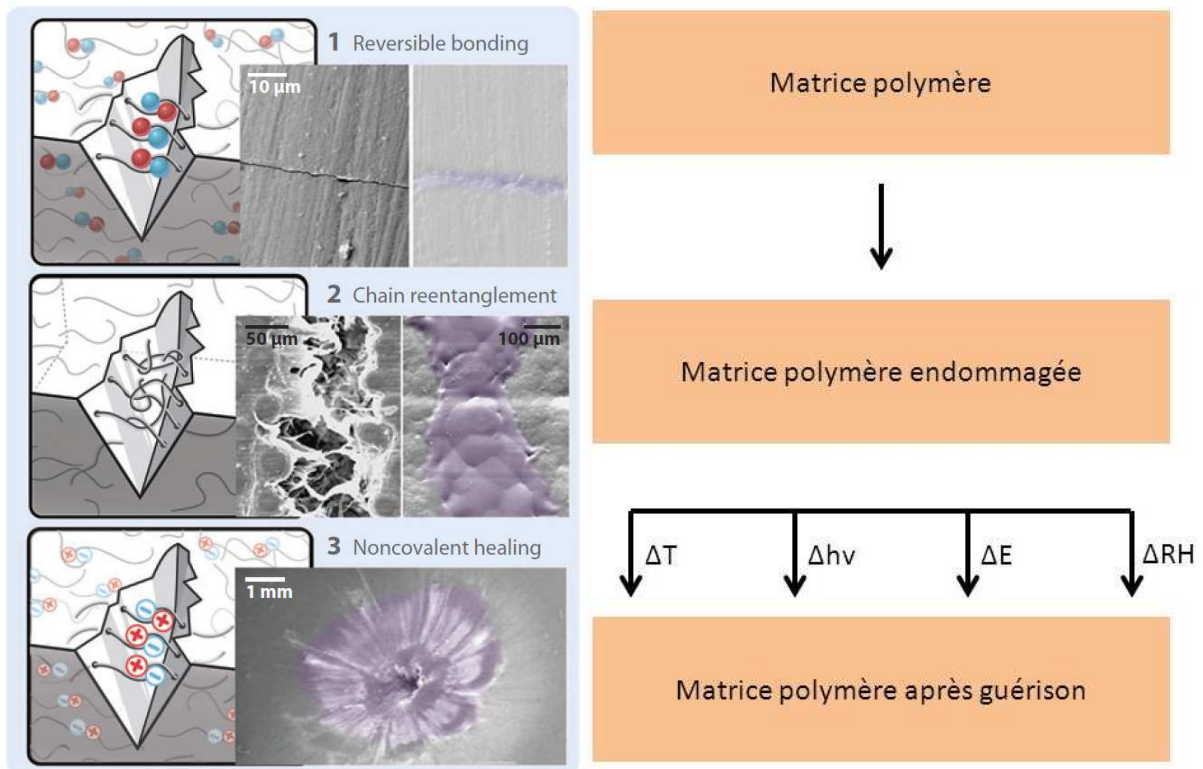 1 Reversible bonding
10 µm
2 Chain reentanglement
50 µm
100 µm
3 Noncovalent healing
1 mm
Matrice polymère
Matrice polymère endommagée
ΔT
Δhν
ΔE
ΔRH
Matrice polymère après guérison